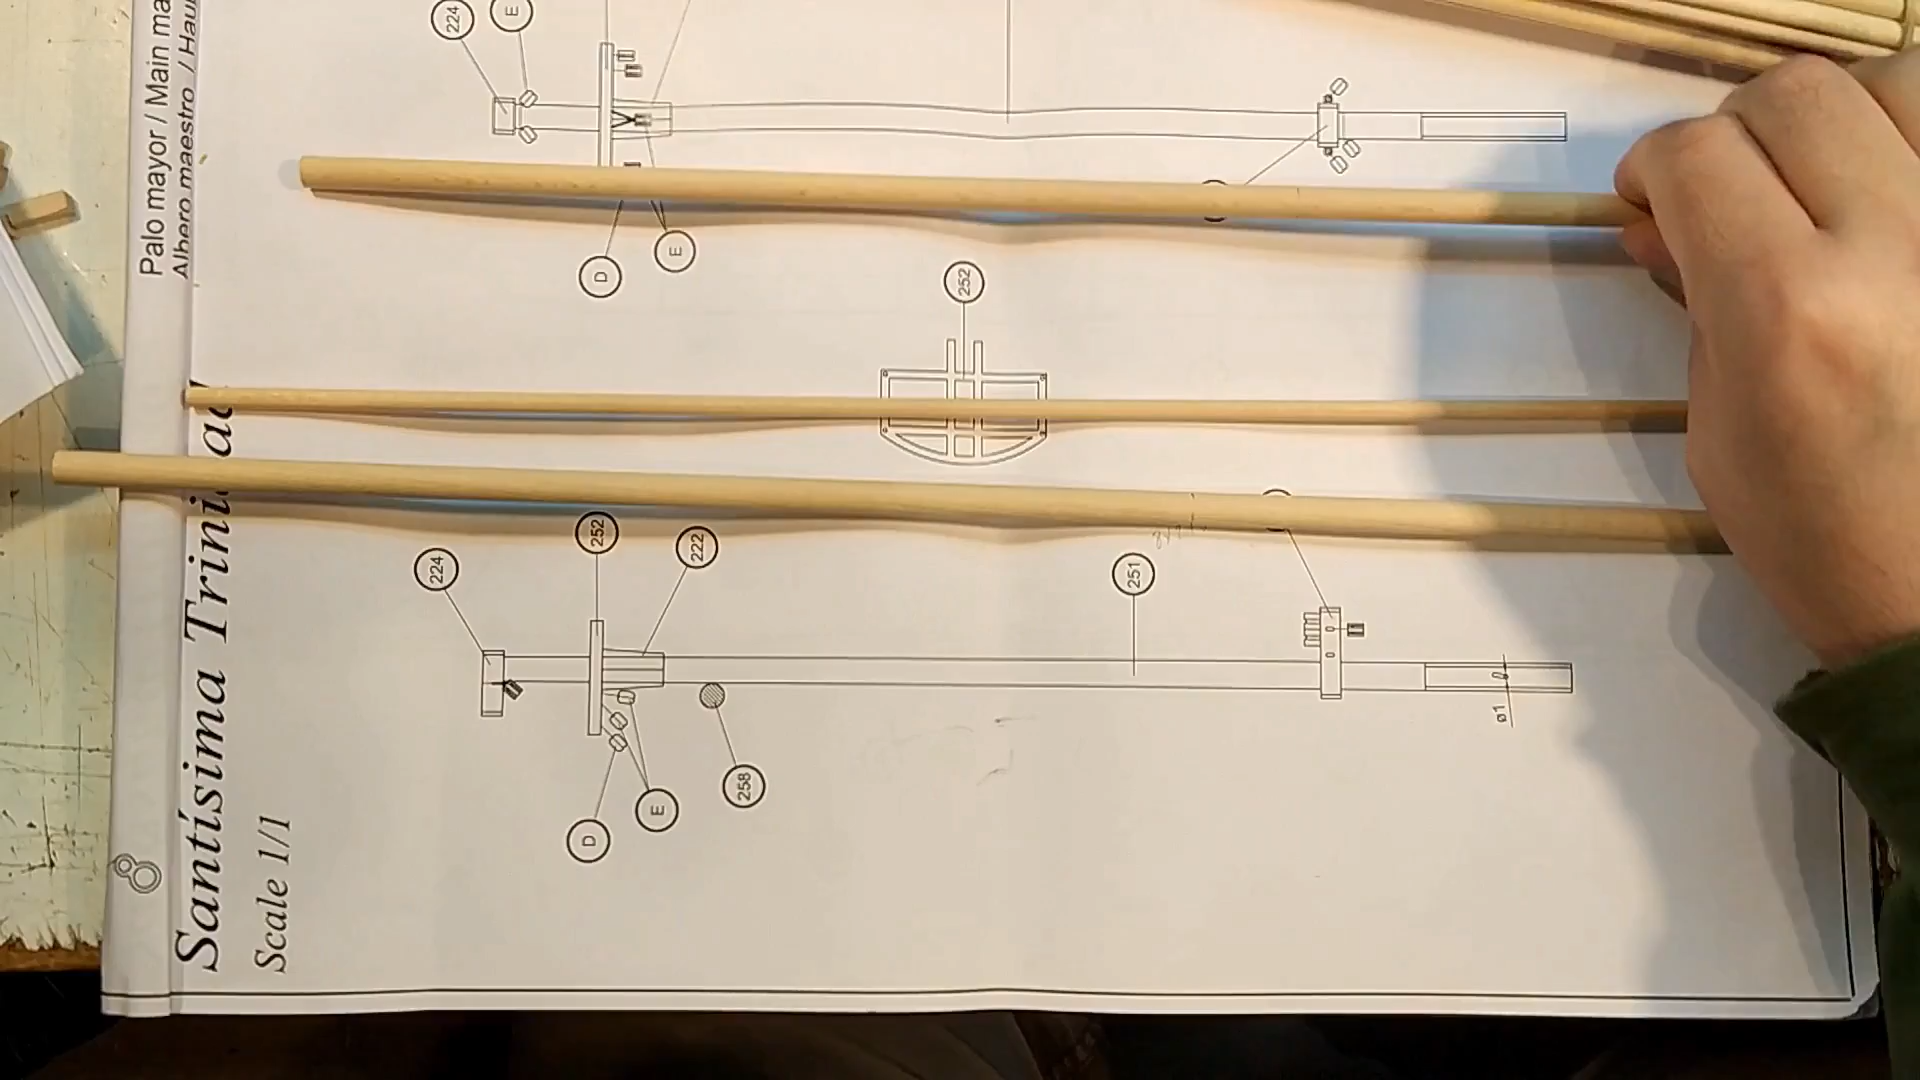 Palo mayor / Main ma
Albero maestro / Hau
Santísima Trini
Scale 1/1
8
224
E
D
E
252
224
252
222
251
D
E
258
ø1